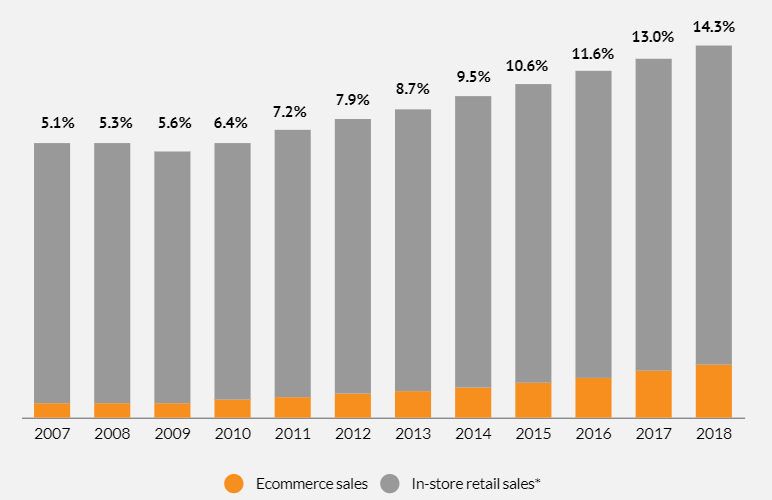 5.1% 5.3% 5.6% 6.4% 7.2% 7.9% 8.7% 9.5% 10.6% 11.6% 13.0% 14.3%
2007 2008 2009 2010 2011 2012 2013 2014 2015 2016 2017 2018
Ecommerce sales In-store retail sales*